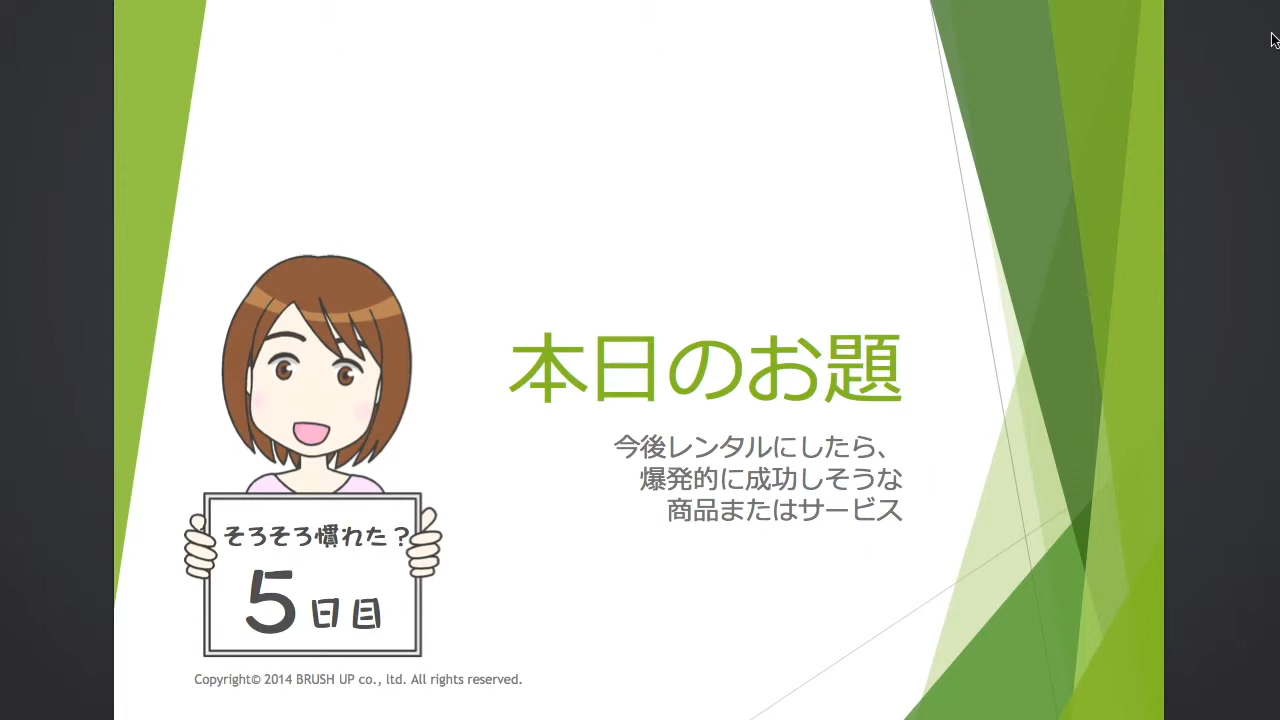 本日のお題
今後レンタルにしたら、
爆発的に成功しそうな
商品またはサービス
そろそろ慣れた？
5日目
Copyright© 2014 BRUSH UP co., ltd. All rights reserved.